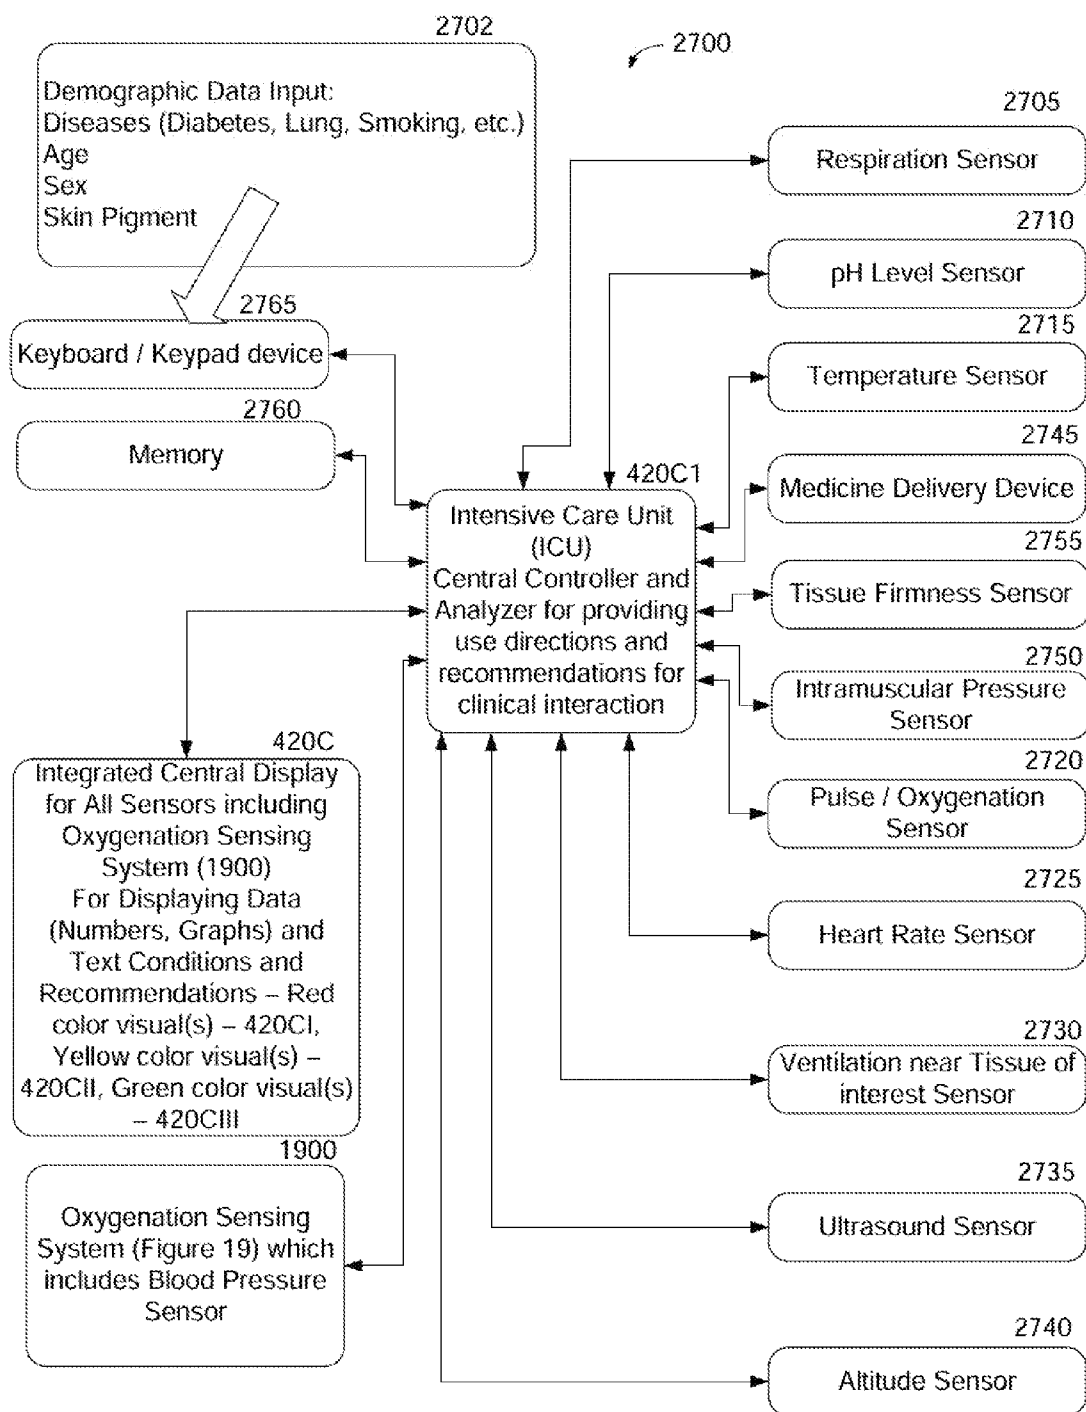 2702
Demographic Data Input:
Diseases (Diabetes, Lung, Smoking, etc.)
Age
Sex
Skin Pigment
2700
2705
Respiration Sensor
2710
pH Level Sensor
2765
Keyboard / Keypad device
2715
Temperature Sensor
2760
Memory
2745
Medicine Delivery Device
420C1
Intensive Care Unit
(ICU)
Central Controller and
Analyzer for providing
use directions and
recommendations for
clinical interaction
2755
Tissue Firmness Sensor
2750
Intramuscular Pressure
Sensor
2720
Pulse / Oxygenation
Sensor
420C
Integrated Central Display
for All Sensors including
Oxygenation Sensing
System (1900)
For Displaying Data
(Numbers, Graphs) and
Text Conditions and
Recommendations – Red
color visual(s) – 420CI,
Yellow color visual(s) –
420CII, Green color visual(s)
– 420CIII
2725
Heart Rate Sensor
2730
Ventilation near Tissue of
interest Sensor
1900
Oxygenation Sensing
System (Figure 19) which
includes Blood Pressure
Sensor
2735
Ultrasound Sensor
2740
Altitude Sensor